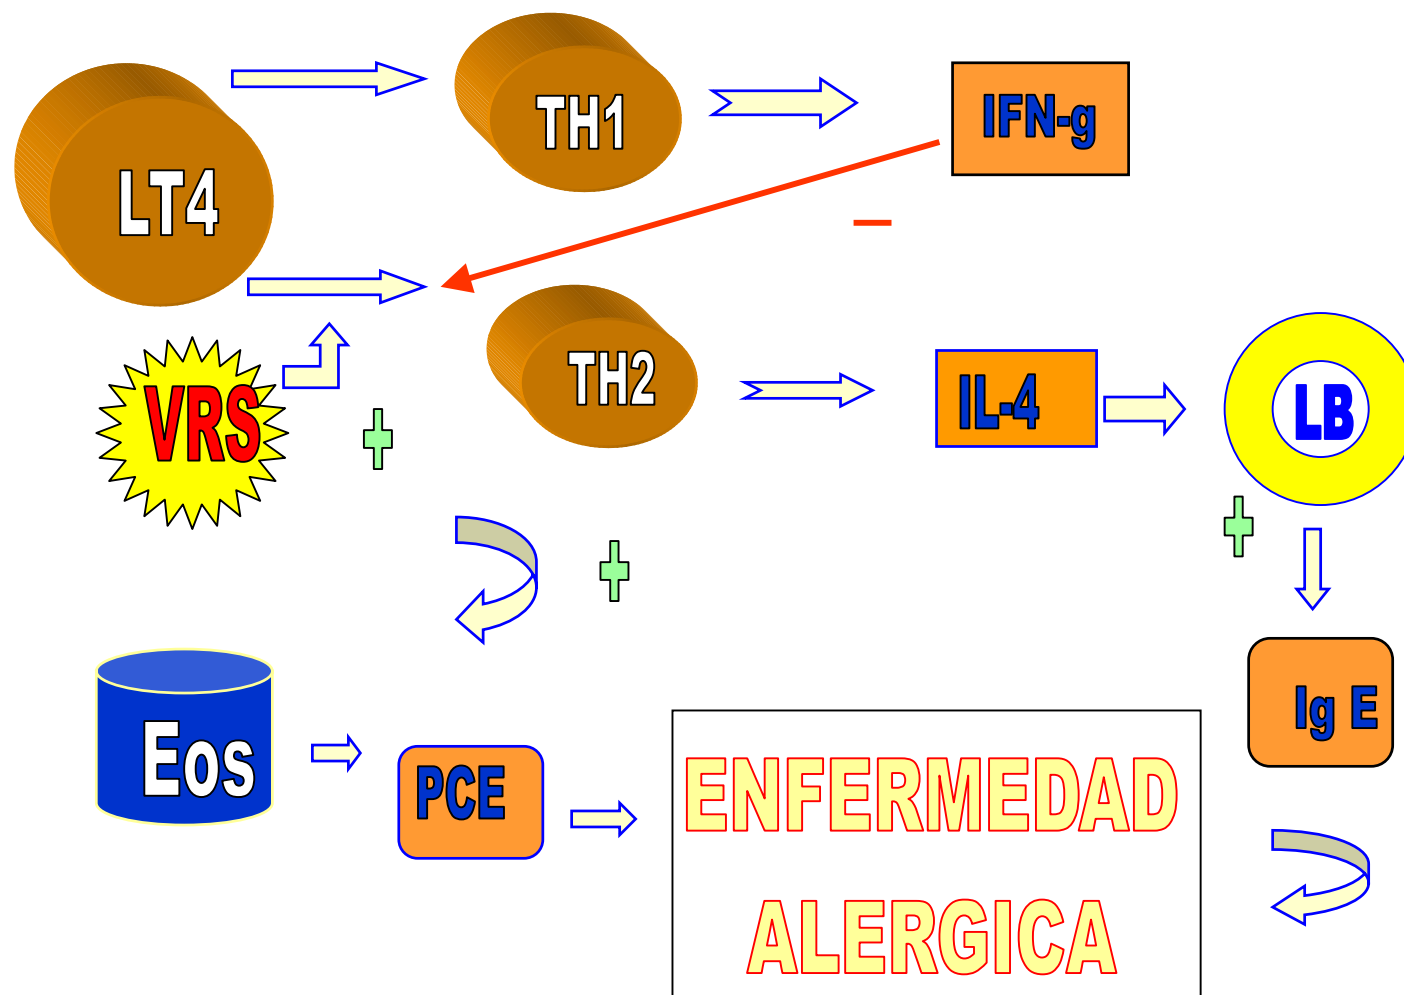 TH1
IFN-g
LT4
TH2
IL-4
LB
VRS
Ig E
Eos
PCE
ENFERMEDAD
ALERGICA